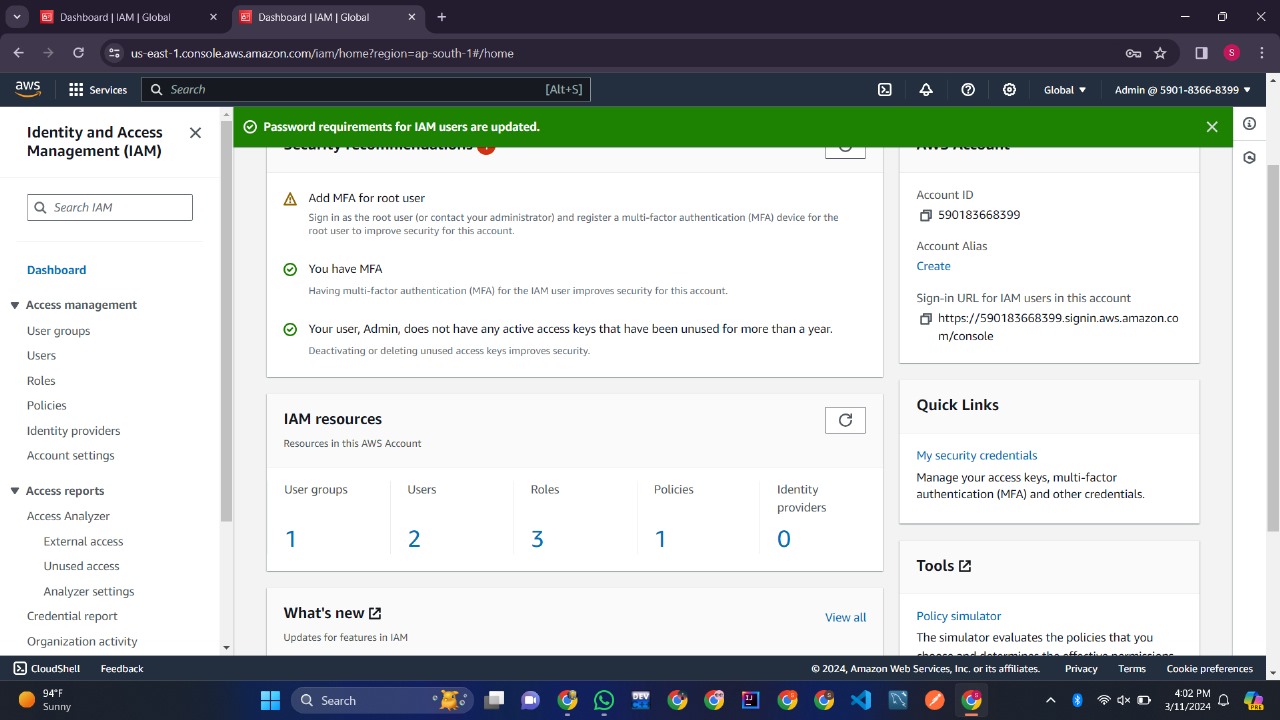 Dashboard | IAM | Global
Dashboard | IAM | Global
us-east-1.console.aws.amazon.com/iam/home?region=ap-south-1#/home
S
aws
Services
Search
[Alt+S]
Global
Admin @ 5901-8366-8399
Identity and Access
Management (IAM)
Search IAM
Dashboard
Access management
User groups
Users
Roles
Policies
Identity providers
Account settings
Access reports
Access Analyzer
External access
Unused access
Analyzer settings
Credential report
Organization activity
Password requirements for IAM users are updated.
Security recommendations
Add MFA for root user
Sign in as the root user (or contact your administrator) and register a multi-factor authentication (MFA) device for the
root user to improve security for this account.
You have MFA
Having multi-factor authentication (MFA) for the IAM user improves security for this account.
Your user, Admin, does not have any active access keys that have been unused for more than a year.
Deactivating or deleting unused access keys improves security.
IAM resources
Resources in this AWS Account
User groups
1
Users
2
Roles
3
Policies
1
Identity
providers
0
What's new
View all
Updates for features in IAM
AWS Account
Account ID
590183668399
Account Alias
Create
Sign-in URL for IAM users in this account
https://590183668399.signin.aws.amazon.co
m/console
Quick Links
My security credentials
Manage your access keys, multi-factor
authentication (MFA) and other credentials.
Tools
Policy simulator
The simulator evaluates the policies that you
choose and determines the effective permissions
CloudShell
Feedback
© 2024, Amazon Web Services, Inc. or its affiliates.
Privacy
Terms
Cookie preferences
94°F
Sunny
Search
4:02 PM
3/11/2024